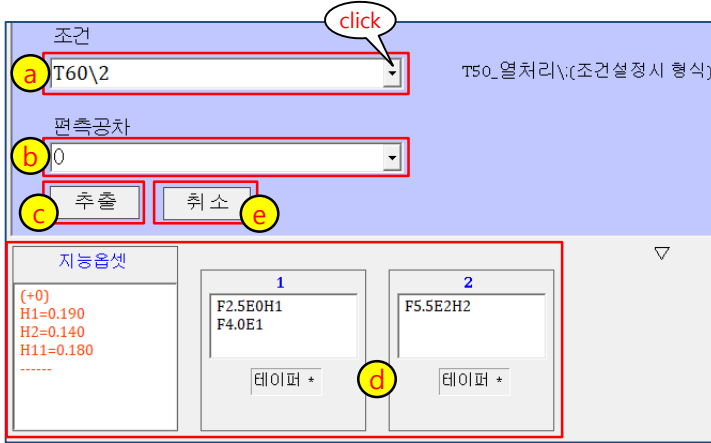 click
조건
a
T60\2
T50_열처리\:(조건설정시 형식)
편측공차
b
0
추출
취소
c
e
지능옵셋
(+0)
H1=0.190
H2=0.140
H11=0.180
------
1
F2.5E0H1
F4.0E1
테이퍼 *
d
2
F5.5E2H2
테이퍼 *
▽